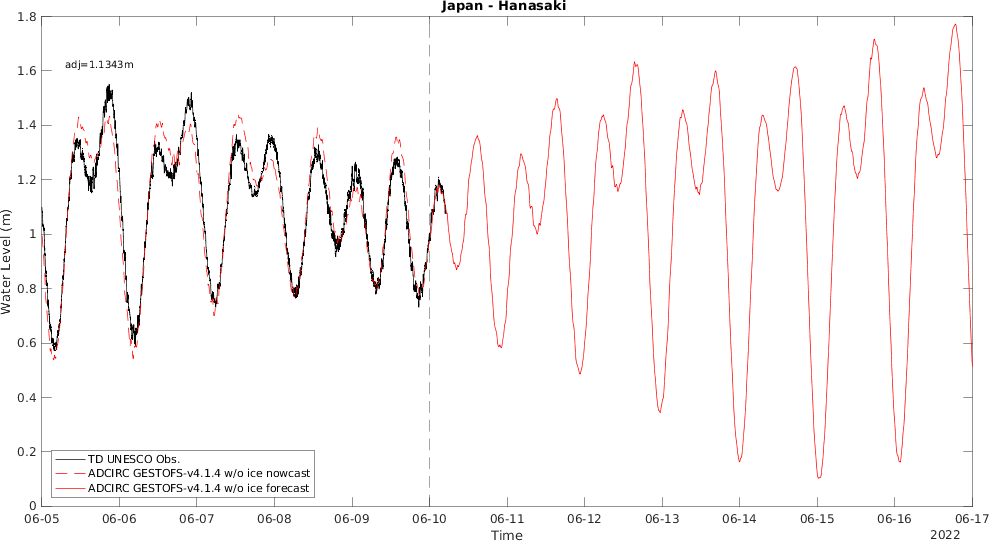 Japan - Hanasaki
adj=1.1343m
Water Level (m)
1.8
1.6
1.4
1.2
1
0.8
0.6
0.4
0.2
0
TD UNESCO Obs.
ADCIRC GESTOFS-v4.1.4 w/o ice nowcast
ADCIRC GESTOFS-v4.1.4 w/o ice forecast
06-05 06-06 06-07 06-08 06-09 06-10 06-11 06-12 06-13 06-14 06-15 06-16 06-17
Time
2022